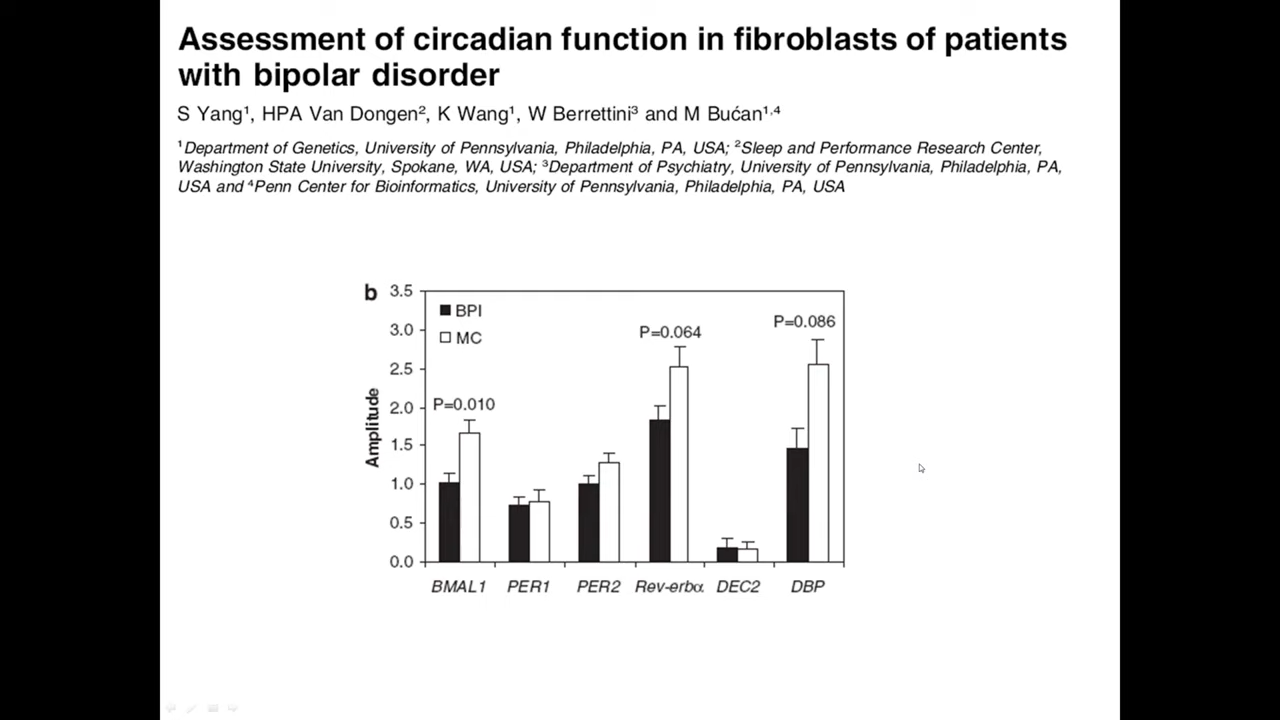 Assessment of circadian function in fibroblasts of patients
with bipolar disorder
S Yang¹, HPA Van Dongen², K Wang¹, W Berrettini³ and M Bućan¹,⁴
¹Department of Genetics, University of Pennsylvania, Philadelphia, PA, USA; ²Sleep and Performance Research Center,
Washington State University, Spokane, WA, USA; ³Department of Psychiatry, University of Pennsylvania, Philadelphia, PA,
USA and ⁴Penn Center for Bioinformatics, University of Pennsylvania, Philadelphia, PA, USA
b
3.5
BPI
MC
3.0
2.5
2.0
1.5
1.0
0.5
0.0
Amplitude
P=0.010
P=0.064
P=0.086
BMAL1 PER1 PER2 Rev-erbα DEC2 DBP